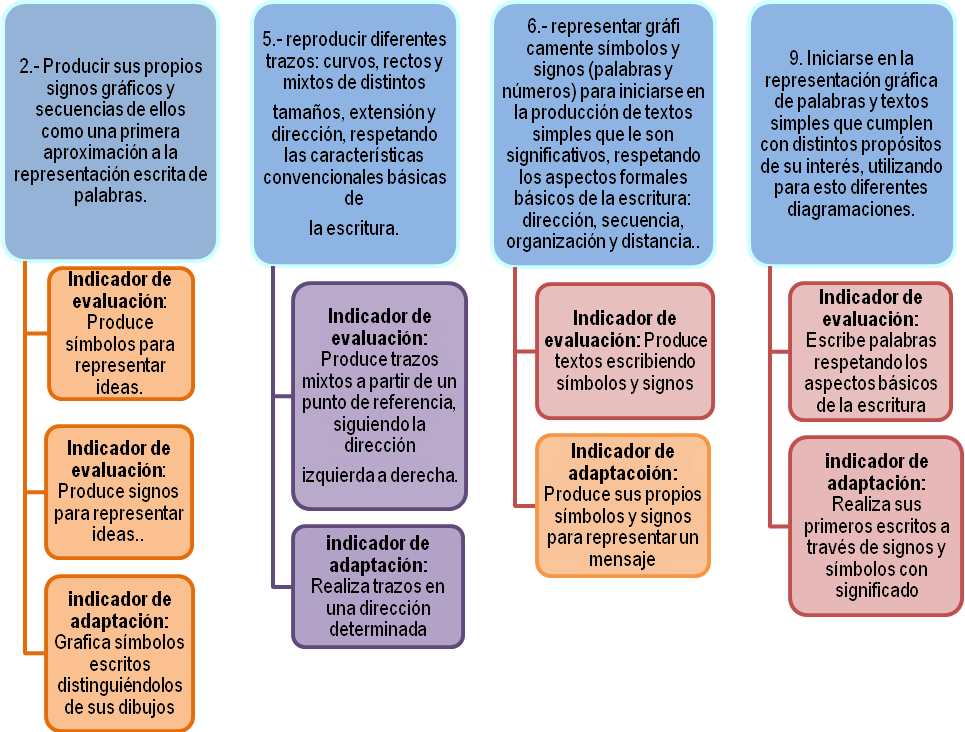 2.- Producir sus propios
signos gráficos y
secuencias de ellos
como una primera
aproximación a la
representación escrita de
palabras.
Indicador de
evaluación:
Produce
símbolos para
representar
ideas.
Indicador de
evaluación:
Produce signos
para representar
ideas..
indicador de
adaptación:
Grafica símbolos
escritos
distinguiéndolos
de sus dibujos
5.- reproducir diferentes
trazos: curvos, rectos y
mixtos de distintos
tamaños, extensión y
dirección, respetando
las características
convencionales básicas
de
la escritura.
Indicador de
evaluación:
Produce trazos
mixtos a partir de un
punto de referencia,
siguiendo la
dirección
izquierda a derecha.
indicador de
adaptación:
Realiza trazos en
una dirección
determinada
6.- representar gráfi
camente símbolos y
signos (palabras y
números) para iniciarse en
la producción de textos
simples que le son
significativos, respetando
los aspectos formales
básicos de la escritura:
dirección, secuencia,
organización y distancia..
Indicador de
evaluación: Produce
textos escribiendo
símbolos y signos
Indicador de
adaptacoión:
Produce sus propios
símbolos y signos
para representar un
mensaje
9. Iniciarse en la
representación gráfica
de palabras y textos
simples que cumplen
con distintos propósitos
de su interés, utilizando
para esto diferentes
diagramaciones.
Indicador de
evaluación:
Escribe palabras
respetando los
aspectos básicos
de la escritura
indicador de
adaptación:
Realiza sus
primeros escritos a
través de signos y
símbolos con
significado